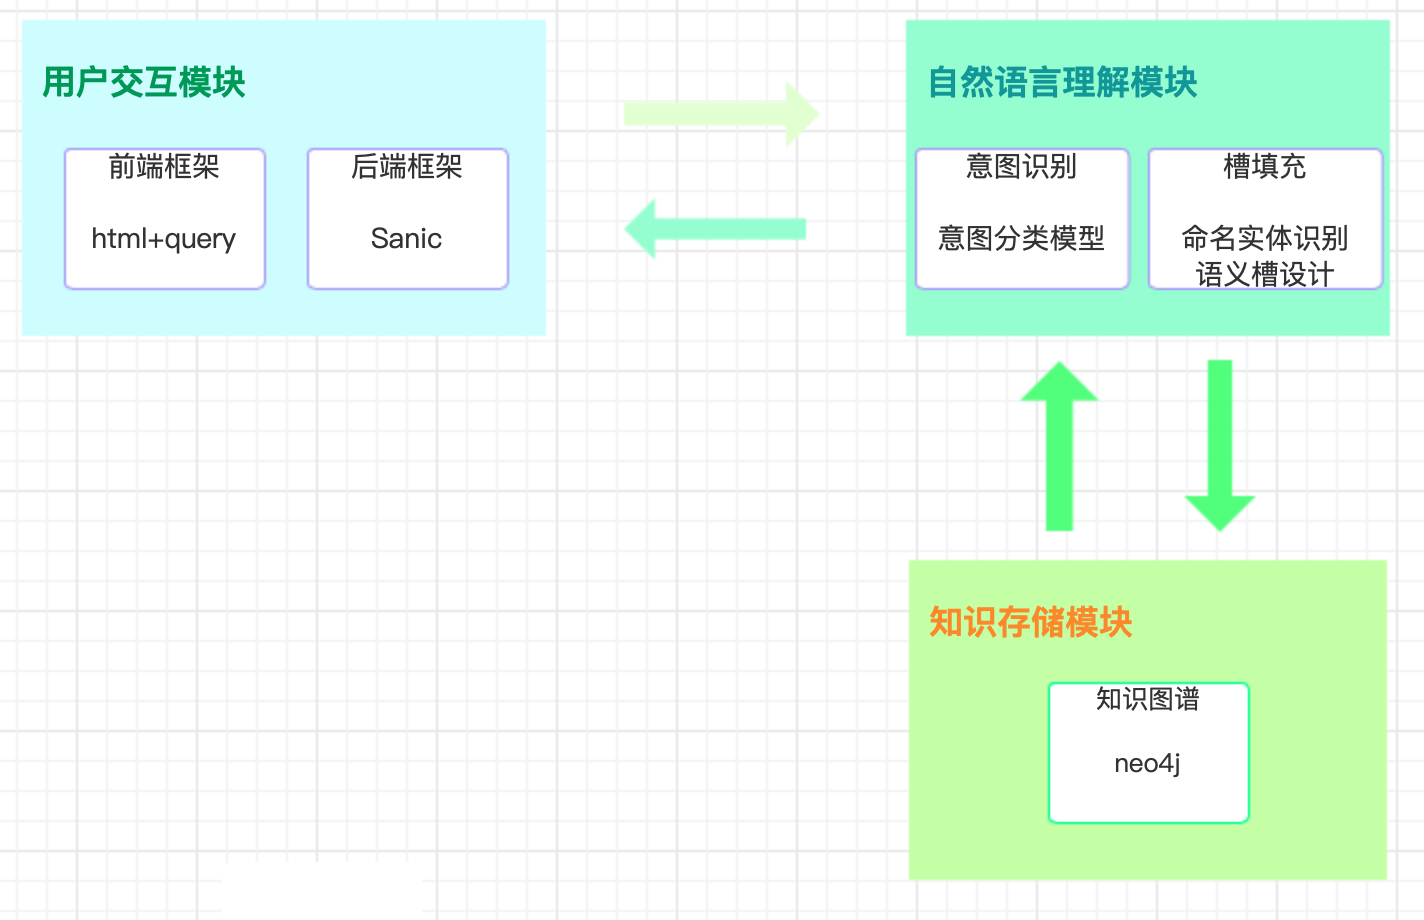 用户交互模块
前端框架
html+query
后端框架
Sanic
自然语言理解模块
意图识别
意图分类模型
槽填充
命名实体识别
语义槽设计
知识存储模块
知识图谱
neo4j